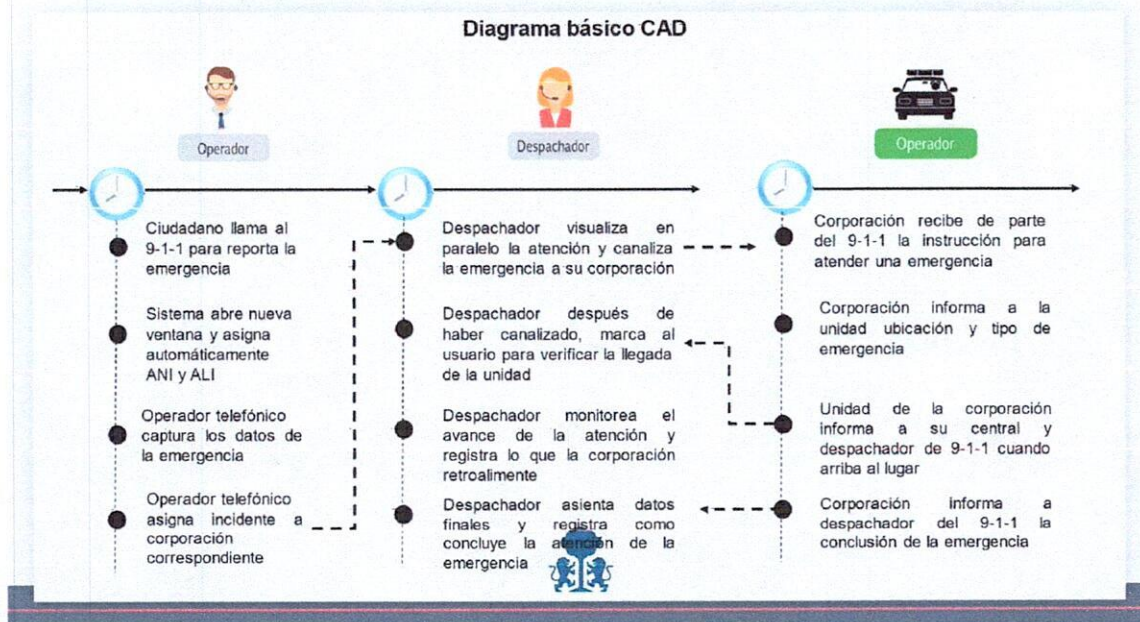 Diagrama básico CAD
Operador
Ciudadano llama al
9-1-1 para reporta la
emergencia
Sistema abre nueva
ventana y asigna
automáticamente
ANI y ALI
Operador telefónico
captura los datos de
la emergencia
Operador telefónico
asigna incidente a
corporación
correspondiente
Despachador
Despachador visualiza en
paralelo la atención y canaliza
la emergencia a su corporación
Despachador después de
haber canalizado, marca al
usuario para verificar la llegada
de la unidad
Despachador monitorea el
avance de la atención y
registra lo que la corporación
retroalimente
Despachador asienta datos
finales y registra como
concluye la atención de la
emergencia
Operador
Corporación recibe de parte
del 9-1-1 la instrucción para
atender una emergencia
Corporación informa a la
unidad ubicación y tipo de
emergencia
Unidad de la corporación
informa a su central y
despachador de 9-1-1 cuando
arriba al lugar
Corporación informa a
despachador del 9-1-1 la
conclusión de la emergencia